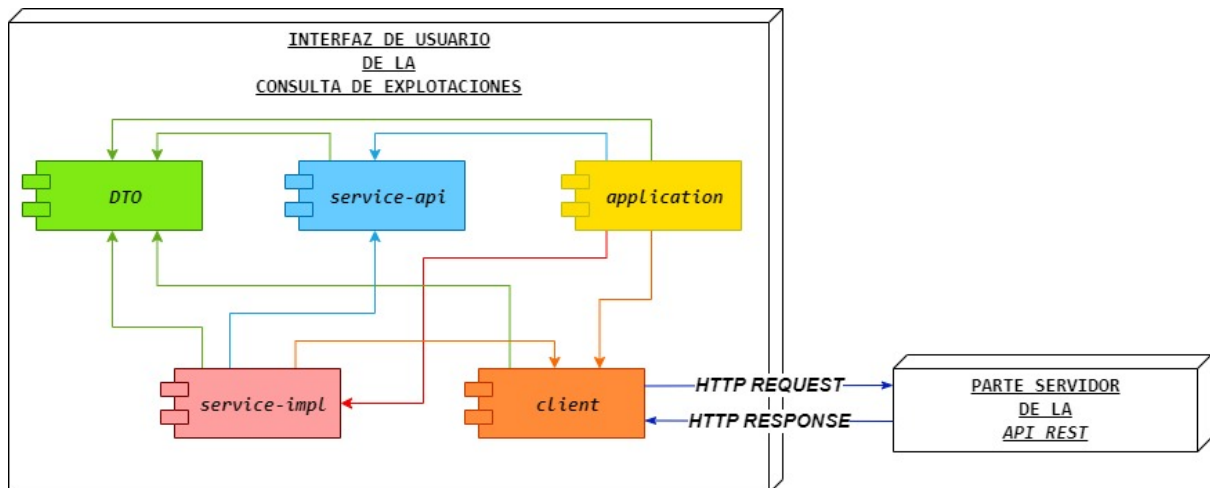 INTERFAZ DE USUARIO
DE LA
CONSULTA DE EXPLOTACIONES
DTO
service-api
application
service-impl
client
HTTP REQUEST
HTTP RESPONSE
PARTE SERVIDOR
DE LA
API REST